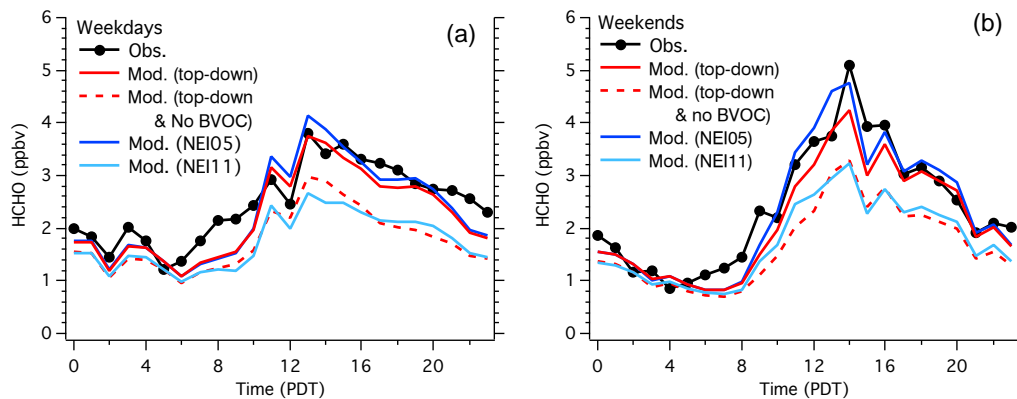 Weekdays
(a)
Obs.
Mod. (top-down)
Mod. (top-down
& No BVOC)
Mod. (NEI05)
Mod. (NEI11)
HCHO (ppbv)
6
5
4
3
2
1
0
0 4 8 12 16 20
Time (PDT)
Weekends
(b)
Obs.
Mod. (top-down)
Mod. (top-down
& no BVOC)
Mod. (NEI05)
Mod. (NEI11)
HCHO (ppbv)
6
5
4
3
2
1
0
0 4 8 12 16 20
Time (PDT)